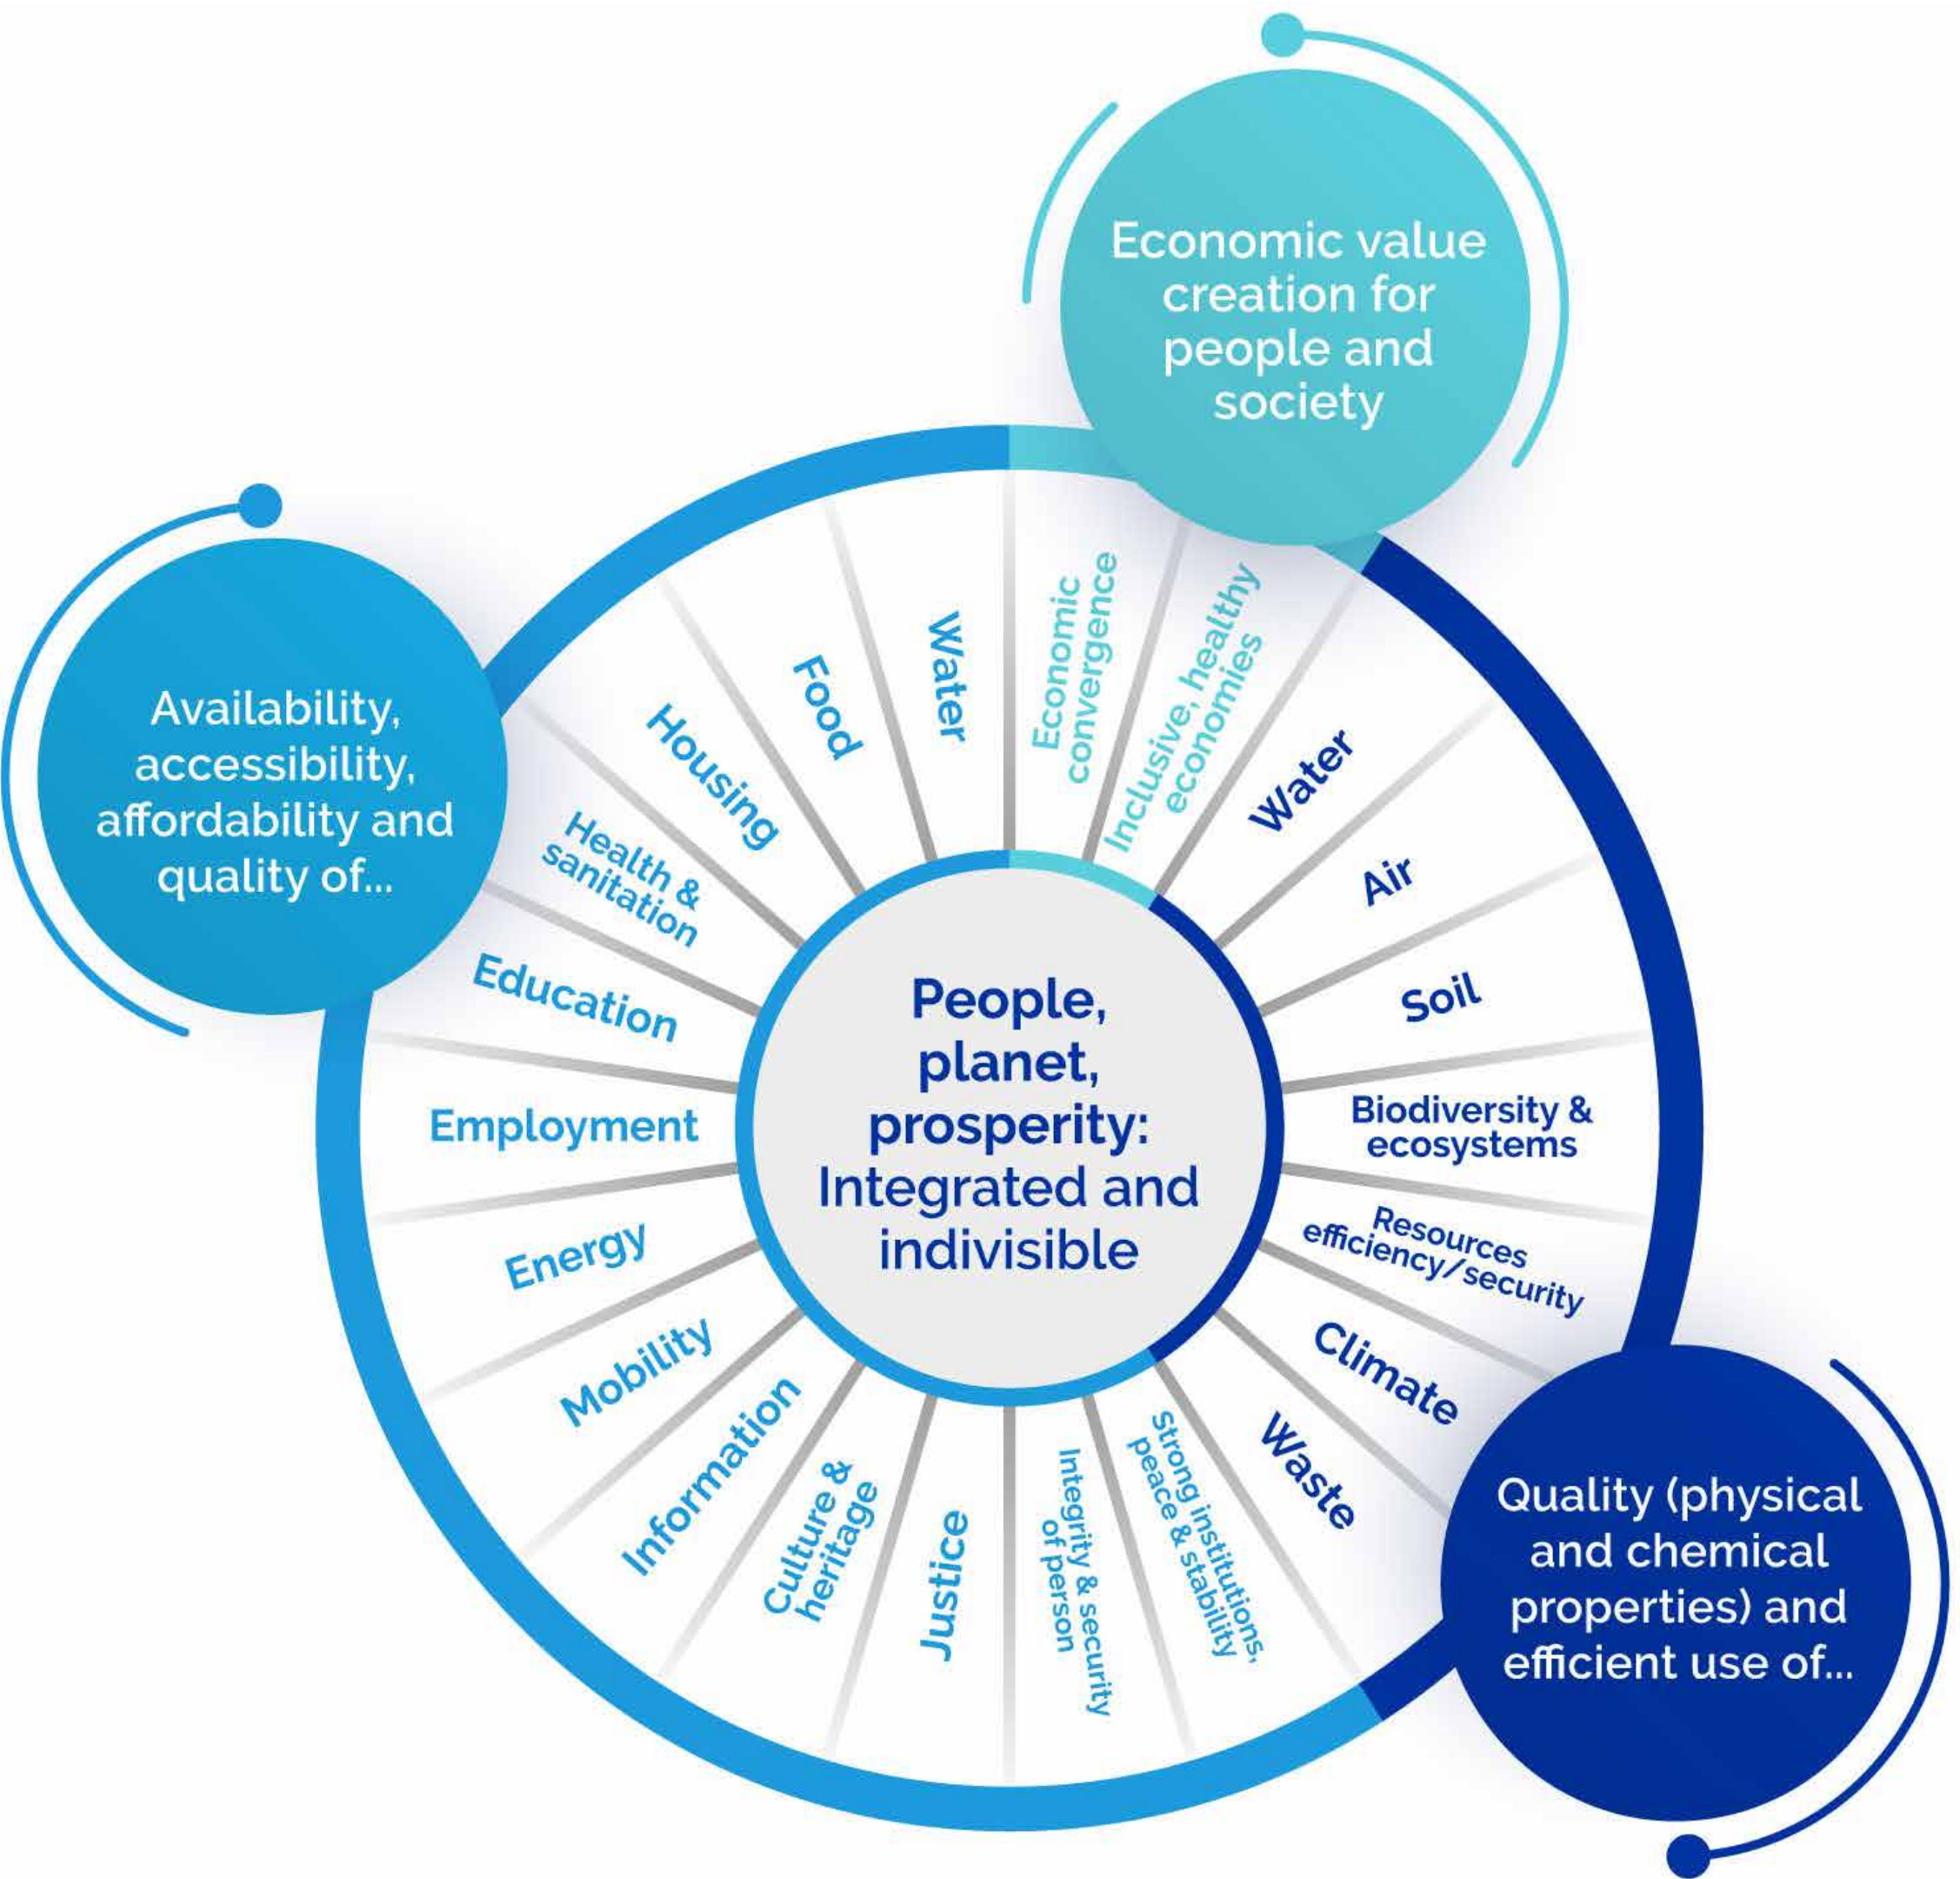 Economic value
creation for
people and
society
Availability,
accessibility,
affordability and
quality of...
Quality (physical
and chemical
properties) and
efficient use of...
People,
planet,
prosperity:
Integrated and
indivisible
Economic
convergence
Inclusive, healthy
economies
Water
Air
Soil
Biodiversity &
ecosystems
Resources
efficiency/security
Climate
Waste
Strong institutions,
peace & stability
Integrity & security
of person
Justice
Culture &
heritage
Information
Mobility
Energy
Employment
Education
Health &
sanitation
Housing
Food
Water